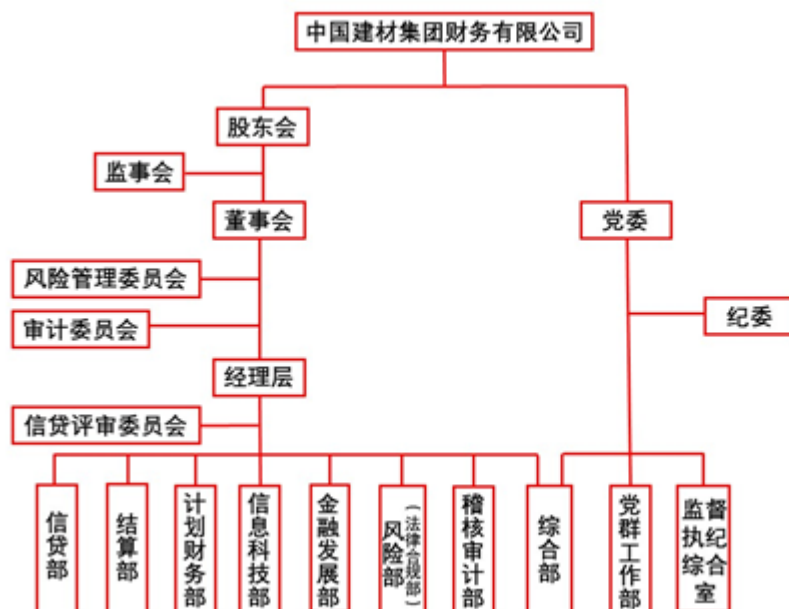 中国建材集团财务有限公司
股东会
监事会
董事会
党委
风险管理委员会
纪委
审计委员会
经理层
信贷评审委员会
信贷部
结算部
计划财务部
信息科技部
金融发展部
风险部
(法律合规部)
稽核审计部
综合部
党群工作部
监督执纪综合室